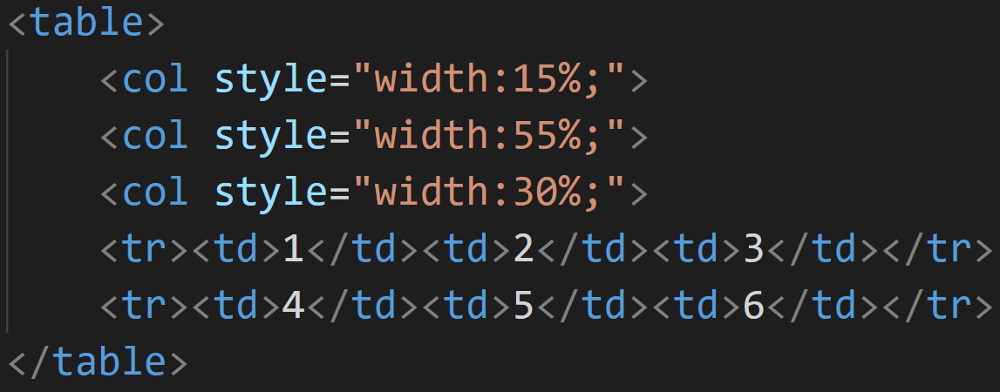 <table>
    <col style="width:15%;">
    <col style="width:55%;">
    <col style="width:30%;">
    <tr><td>1</td><td>2</td><td>3</td></tr>
    <tr><td>4</td><td>5</td><td>6</td></tr>
</table>